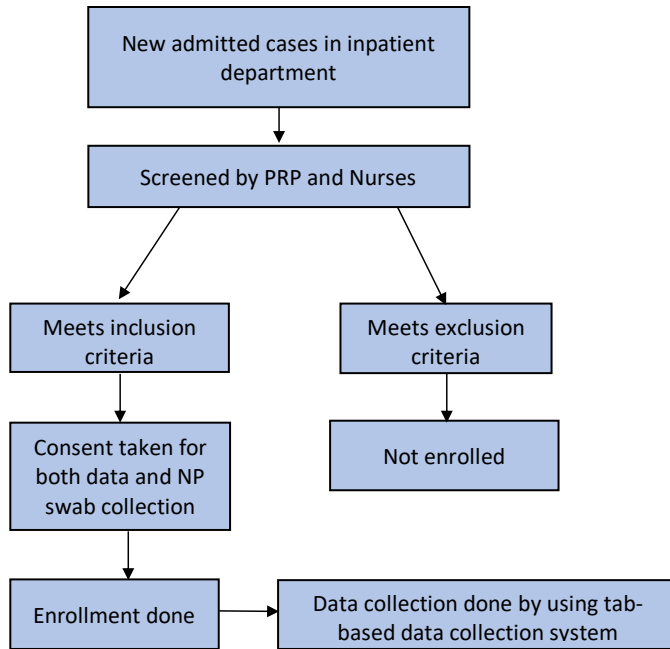 New admitted cases in inpatient
department
Screened by PRP and Nurses
Meets inclusion
criteria
Meets exclusion
criteria
Consent taken for
both data and NP
swab collection
Not enrolled
Enrollment done
Data collection done by using tab-
based data collection system